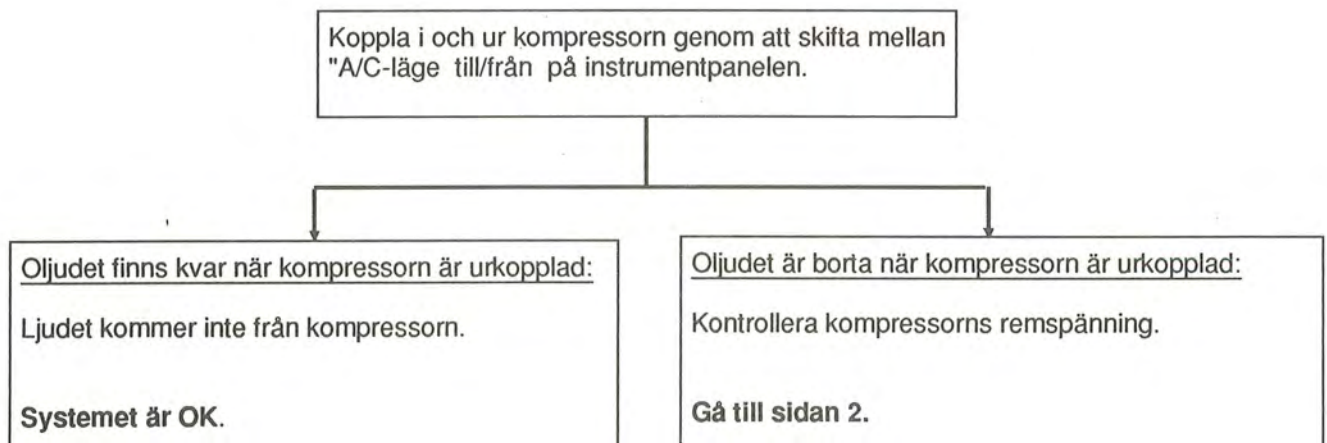 Koppla i och ur kompressorn genom att skifta mellan
"A/C-läge till/från på instrumentpanelen.
Oljudet finns kvar när kompressorn är urkopplad:
Ljudet kommer inte från kompressorn.
Systemet är OK.
Oljudet är borta när kompressorn är urkopplad:
Kontrollera kompressorns remspänning.
Gå till sidan 2.